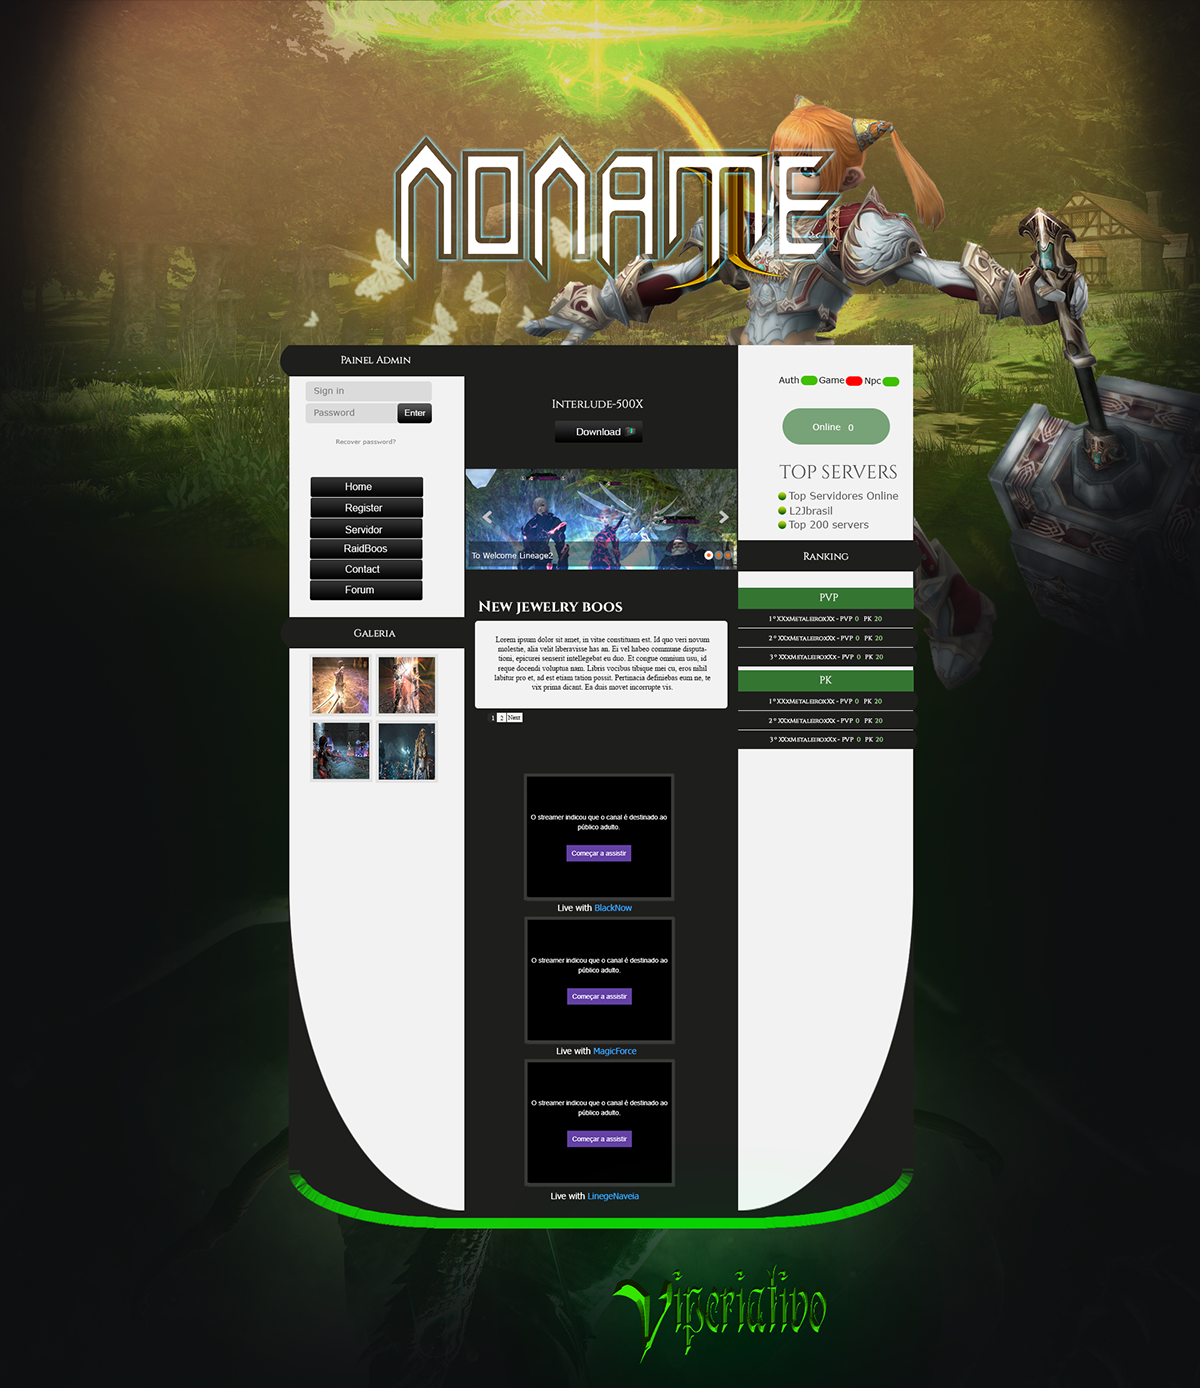 NONAME
Painel Admin
Sign in
Password
Enter
Recover password?
Home
Register
Servidor
RaidBoos
Contact
Forum
Galeria
Interlude-500X
Download
To Welcome Lineage2
New jewelry boos
Lorem ipsum dolor sit amet, in vitae constituam est. Id quo veri novum
molestie, alia velit liberavisse has an. Ei vel habeo commune disputa-
tioni, epicurei senserit intellegebat eu duo. Et congue omnium usu, id
reque docendi voluptua nam. Libris vocibus tibique mei cu, eros nihil
labitur pro et, ad est etiam tation possit. Pertinacia definiebas eum ne, te
vix prima dicant. Ea duis movet incorrupte vis.
1 2 Next
O streamer indicou que o canal é destinado ao
público adulto.
Começar a assistir
Live with BlackNow
O streamer indicou que o canal é destinado ao
público adulto.
Começar a assistir
Live with MagicForce
O streamer indicou que o canal é destinado ao
público adulto.
Começar a assistir
Live with LinegeNaveia
Auth Game Npc
Online 0
TOP SERVERS
Top Servidores Online
L2Jbrasil
Top 200 servers
Ranking
PVP
1º XXxMetaleiroxXx - PVP 0 PK 20
2º XXxMetaleiroxXx - PVP 0 PK 20
3º XXxMetaleiroxXx - PVP 0 PK 20
PK
1º XXxMetaleiroxXx - PVP 0 PK 20
2º XXxMetaleiroxXx - PVP 0 PK 20
3º XXxMetaleiroxXx - PVP 0 PK 20
Viperiativo